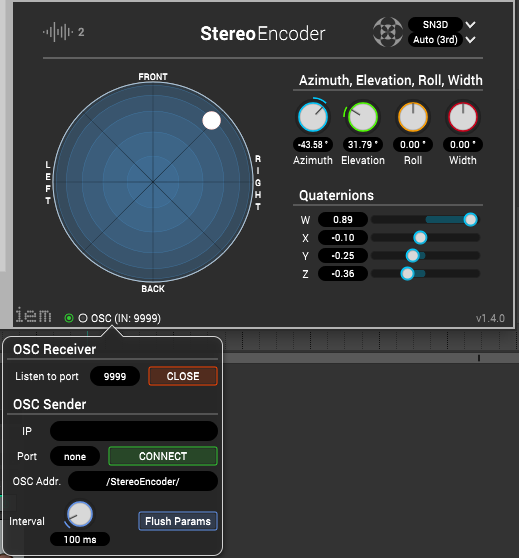 2
StereoEncoder
SN3D
Auto (3rd)
FRONT
LEFT
RIGHT
BACK
Azimuth, Elevation, Roll, Width
-43.58 °
31.79 °
0.00 °
0.00 °
Azimuth
Elevation
Roll
Width
Quaternions
W 0.89
X -0.10
Y -0.25
Z -0.36
iem
OSC (IN: 9999)
v1.4.0
OSC Receiver
Listen to port 9999 CLOSE
OSC Sender
IP
Port none CONNECT
OSC Addr. /StereoEncoder/
Interval
100 ms
Flush Params